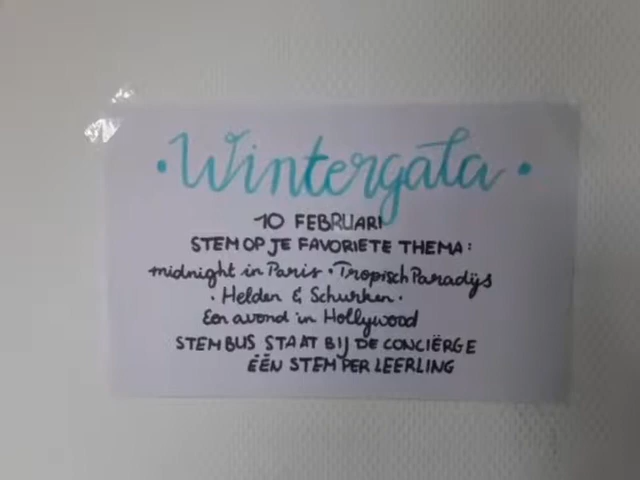 • Wintergala •
10 FEBRUARI
STEM OP JE FAVORIETE THEMA:
midnight in Paris • Tropisch Paradijs
• Helden & Schurken •
Een avond in Hollywood
STEMBUS STAAT BIJ DE CONCIËRGE
ÉÉN STEM PER LEERLING